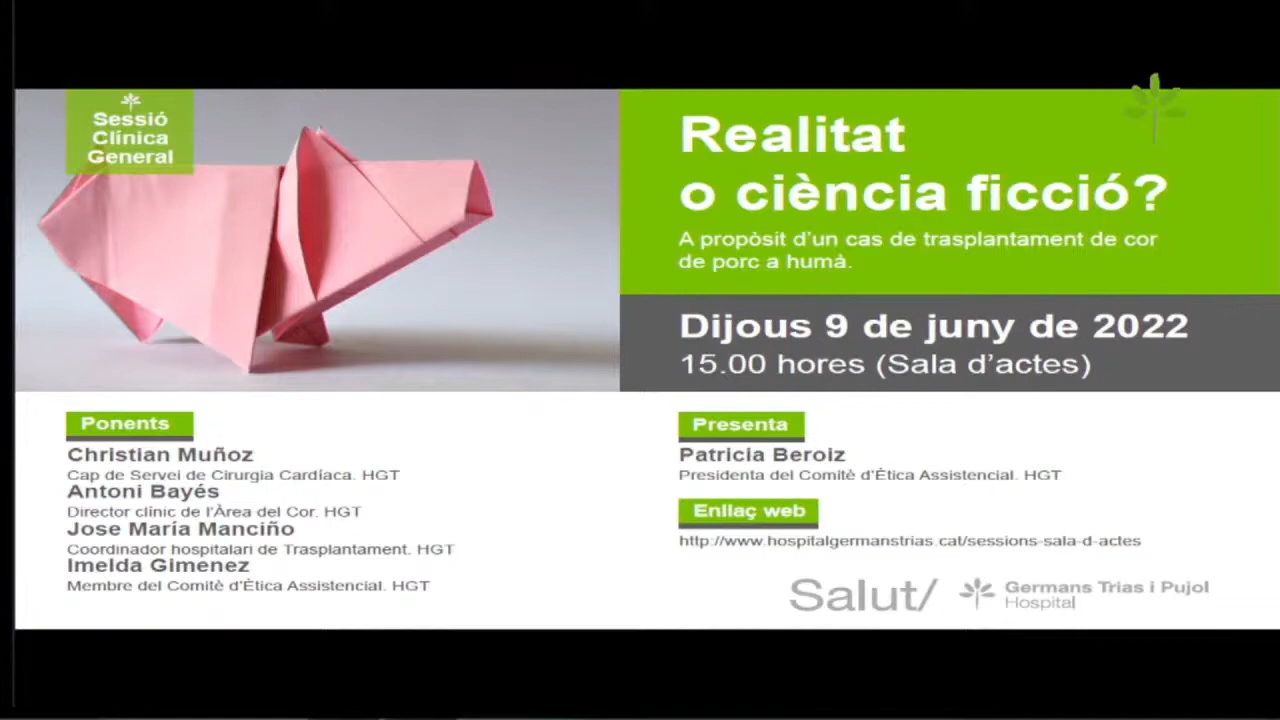 Sessió
Clínica
General
Realitat
o ciència ficció?
A propòsit d'un cas de trasplantament de cor
de porc a humà.
Dijous 9 de juny de 2022
15.00 hores (Sala d'actes)
Ponents
Christian Muñoz
Cap de Servei de Cirurgia Cardíaca. HGT
Antoni Bayés
Director clínic de l'Àrea del Cor. HGT
Jose María Manciño
Coordinador hospitalari de Trasplantament. HGT
Imelda Gimenez
Membre del Comitè d'Ètica Assistencial. HGT
Presenta
Patricia Beroiz
Presidenta del Comitè d'Ètica Assistencial. HGT
Enllaç web
http://www.hospitalgermanstrias.cat/sessions-sala-d-actes
Salut/
Germans Trias i Pujol
Hospital